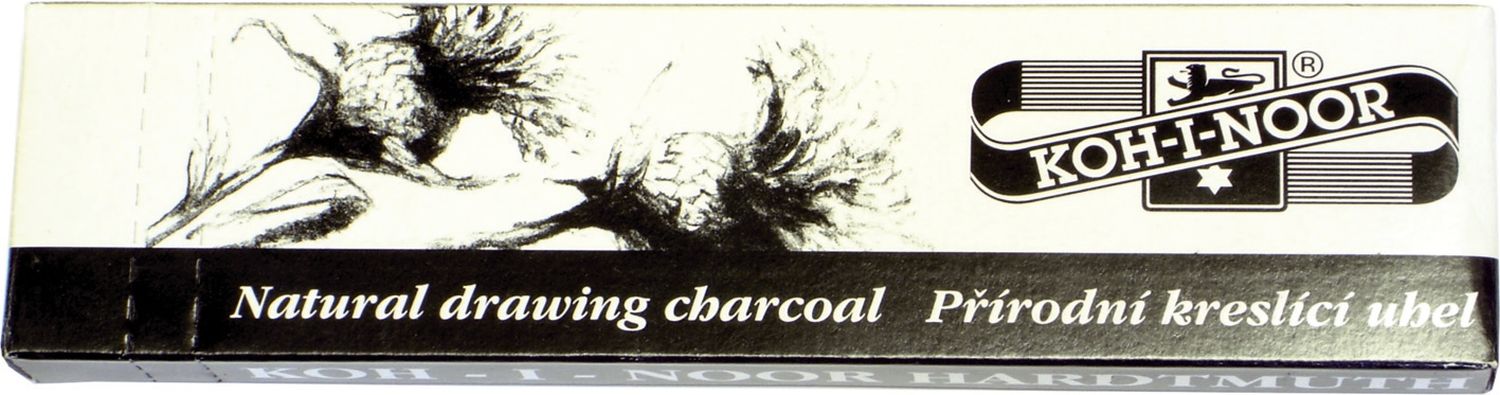 KOH-I-NOOR ®
Natural drawing charcoal Přírodní kreslící uhel
KOH - I - NOOR HARDTMUTH